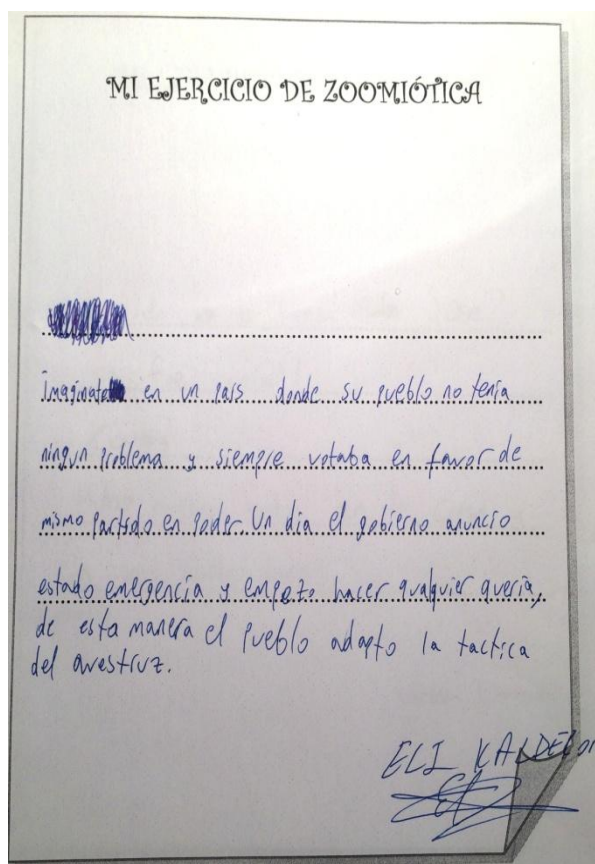 MI EJERCICIO DE ZOOMIÓTICA
Imaginate en un pais donde su pueblo no tenia
ningun problema y siempre votaba en favor de
mismo partido en poder. Un dia el gobierno anuncio
estado emergencia y empezo hacer qualquier queria,
de esta manera el pueblo adapto la tactica
del avestruz.
ELI